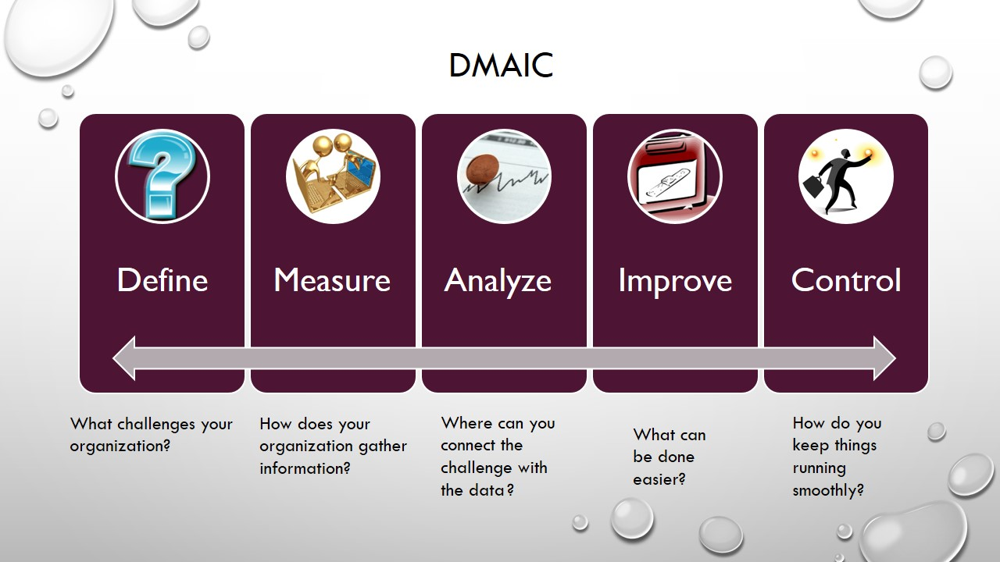 DMAIC
Define
Measure
Analyze
Improve
Control
What challenges your
organization?
How does your
organization gather
information?
Where can you
connect the
challenge with
the data?
What can
be done
easier?
How do you
keep things
running
smoothly?